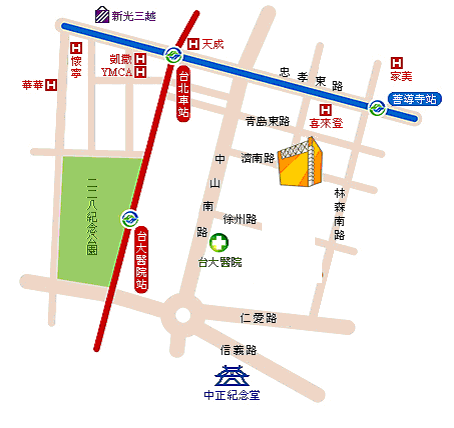 新光三越
H 天成
H
懷寧
凱撒 H
YMCA H
華華 H
台北車站
忠孝東路
H
家美
善導寺站
H
喜來登
青島東路
濟南路
中山南路
林森南路
二二八紀念公園
徐州路
台大醫院
台大醫院站
仁愛路
信義路
中正紀念堂